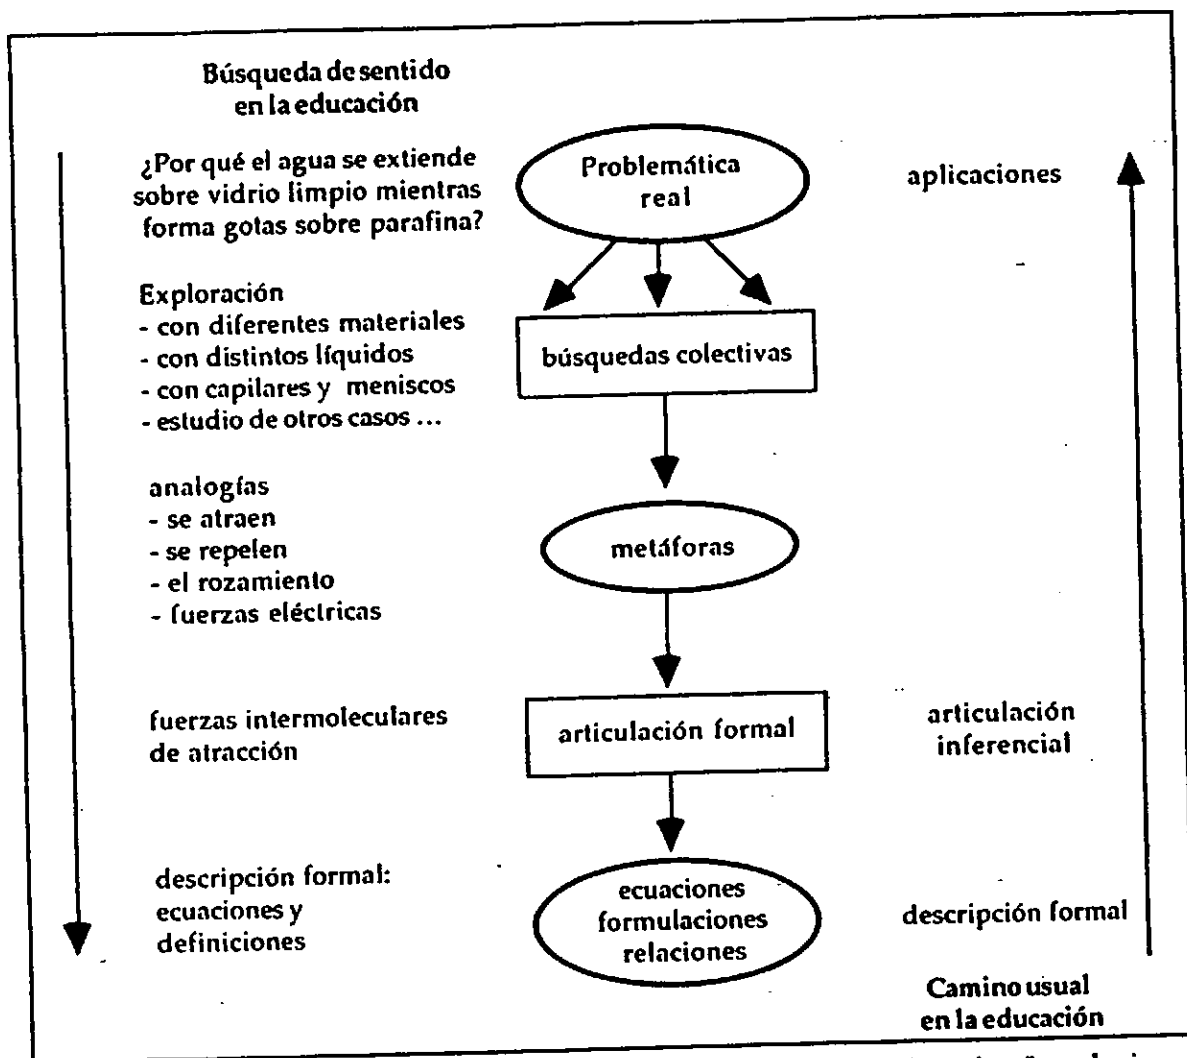 Búsqueda de sentido
en la educación
¿Por qué el agua se extiende
sobre vidrio limpio mientras
forma gotas sobre parafina?
Problemática
real
aplicaciones
Exploración
- con diferentes materiales
- con distintos líquidos
- con capilares y meniscos
- estudio de otros casos ...
búsquedas colectivas
analogías
- se atraen
- se repelen
- el rozamiento
- fuerzas eléctricas
metáforas
fuerzas intermoleculares
de atracción
articulación formal
articulación
inferencial
descripción formal:
ecuaciones y
definiciones
ecuaciones
formulaciones
relaciones
descripción formal
Camino usual
en la educación